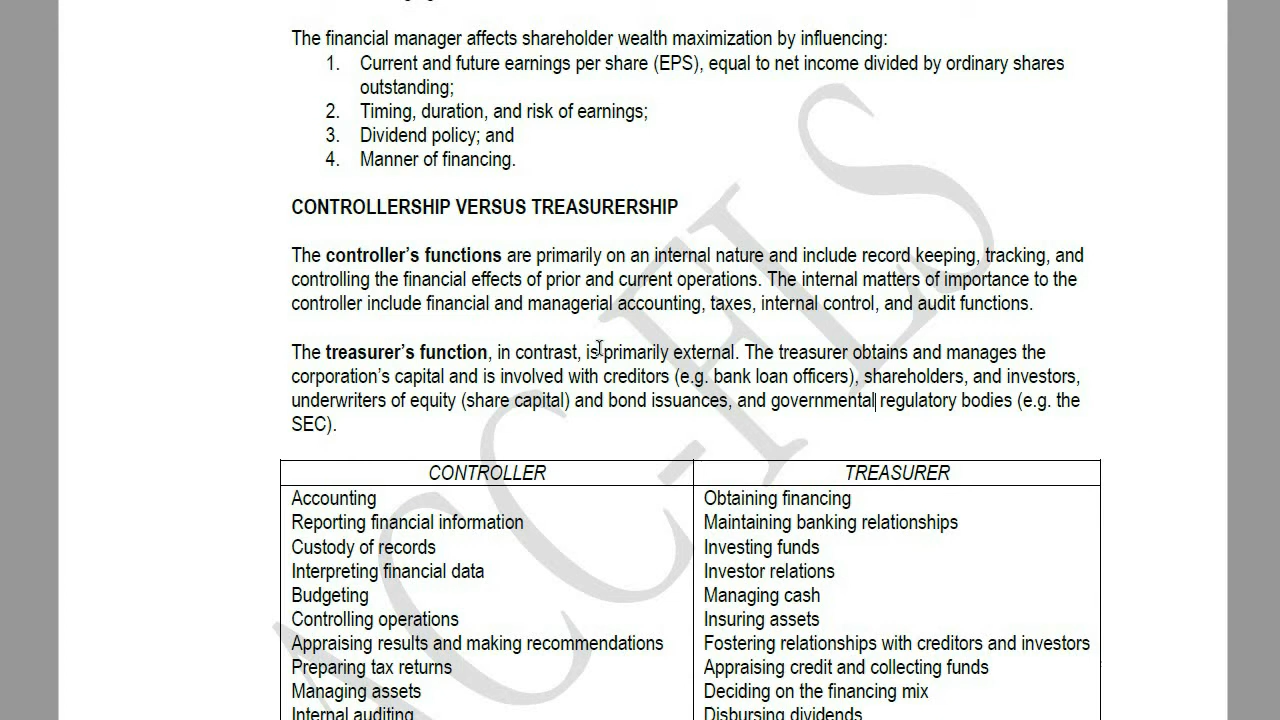 The financial manager affects shareholder wealth maximization by influencing:
1. Current and future earnings per share (EPS), equal to net income divided by ordinary shares
outstanding;
2. Timing, duration, and risk of earnings;
3. Dividend policy; and
4. Manner of financing.
CONTROLLERSHIP VERSUS TREASURERSHIP
The controller's functions are primarily on an internal nature and include record keeping, tracking, and
controlling the financial effects of prior and current operations. The internal matters of importance to the
controller include financial and managerial accounting, taxes, internal control, and audit functions.
The treasurer's function, in contrast, is primarily external. The treasurer obtains and manages the
corporation's capital and is involved with creditors (e.g. bank loan officers), shareholders, and investors,
underwriters of equity (share capital) and bond issuances, and governmental regulatory bodies (e.g. the
SEC).
CONTROLLER TREASURER
Accounting Obtaining financing
Reporting financial information Maintaining banking relationships
Custody of records Investing funds
Interpreting financial data Investor relations
Budgeting Managing cash
Controlling operations Insuring assets
Appraising results and making recommendations Fostering relationships with creditors and investors
Preparing tax returns Appraising credit and collecting funds
Managing assets Deciding on the financing mix
Internal auditing Disbursing dividends
ACC-FLS